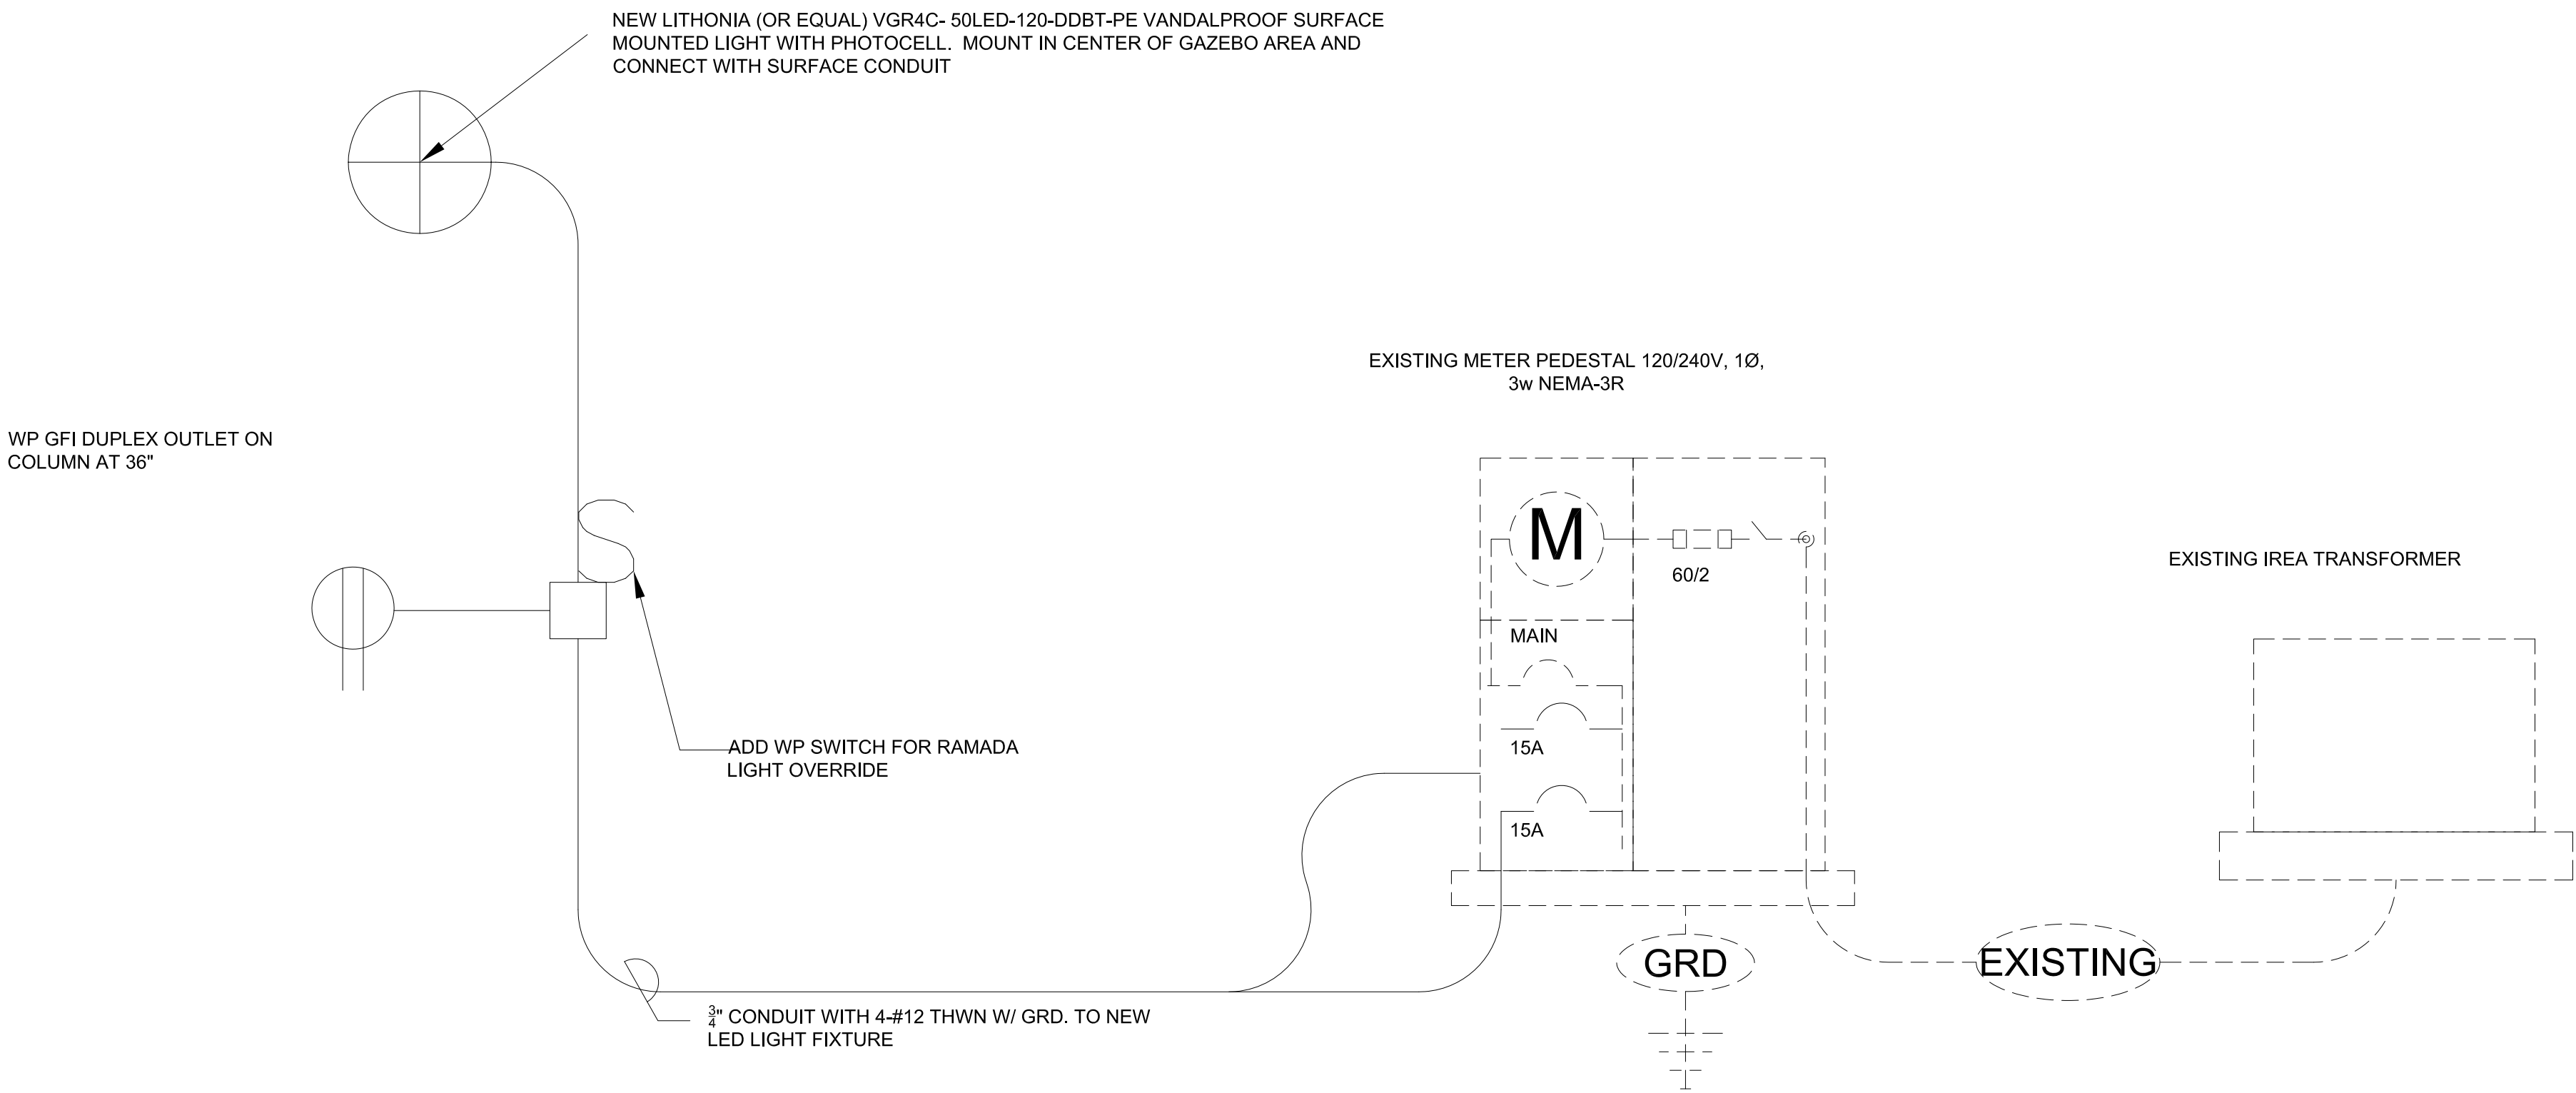 NEW LITHONIA (OR EQUAL) VGR4C- 50LED-120-DDBT-PE VANDALPROOF SURFACE
MOUNTED LIGHT WITH PHOTOCELL. MOUNT IN CENTER OF GAZEBO AREA AND
CONNECT WITH SURFACE CONDUIT
EXISTING METER PEDESTAL 120/240V, 1Ø,
3w NEMA-3R
WP GFI DUPLEX OUTLET ON
COLUMN AT 36"
S
M
60/2
EXISTING IREA TRANSFORMER
MAIN
15A
15A
ADD WP SWITCH FOR RAMADA
LIGHT OVERRIDE
GRD
EXISTING
3/4" CONDUIT WITH 4-#12 THWN W/ GRD. TO NEW
LED LIGHT FIXTURE